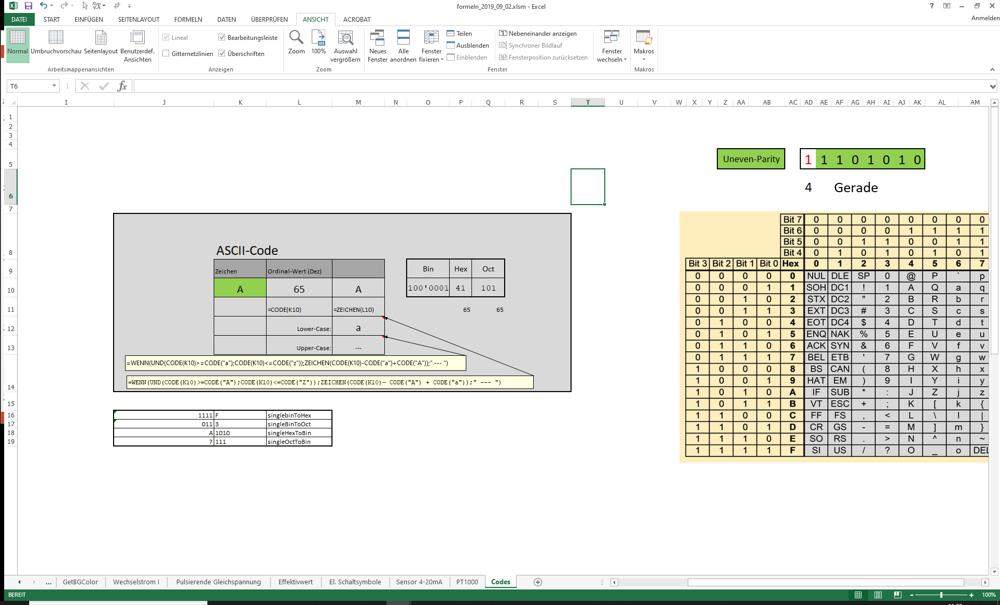 formeln_2019_09_02.xlsm - Excel
DATEI START EINFÜGEN SEITENLAYOUT FORMELN DATEN ÜBERPRÜFEN ANSICHT ACROBAT
Anmelden
Normal Umbruchvorschau Seitenlayout Benutzerdef. Ansichten
Lineal Bearbeitungsleiste
Gitternetzlinien Überschriften
Zoom 100% Auswahl vergrößern
Neues Fenster Alle anordnen Fenster fixieren
Teilen
Ausblenden
Einblenden
Nebeneinander anzeigen
Synchroner Bildlauf
Fensterposition zurücksetzen
Fenster wechseln
Makros
Arbeitsmappenansichten Anzeigen Zoom Fenster Makros
T6 fx
I J K L M N O P Q R S T U V W X Y Z AA AB AC AD AE AF AG AH AI AJ AK AL AM
1
2
3
4
5
6
7
8
9
10
11
12
13
14
15
16
17
18
19
Uneven-Parity 1 1 1 0 1 0 1 0
4 Gerade
ASCII-Code
Zeichen Ordinal-Wert (Dez)
A 65 A
=CODE(K10) =ZEICHEN(L10)
Lower-Case: a
Upper-Case: ---
Bin Hex Oct
100'0001 41 101
65 65
=WENN(UND(CODE(K10)>=CODE("a");CODE(K10)<=CODE("z"));ZEICHEN(CODE(K10)-CODE("a")+CODE("A"));" --- ")
=WENN(UND(CODE(K10)>=CODE("A");CODE(K10)<=CODE("Z"));ZEICHEN(CODE(K10)- CODE("A") + CODE("a"));" --- ")
1111 F singlebinToHex
011 3 singleBinToOct
A 1010 singleHexToBin
7 111 singleOctToBin
Bit 7 0 0 0 0 0 0 0 0
Bit 6 0 0 0 0 1 1 1 1
Bit 5 0 0 1 1 0 0 1 1
Bit 4 0 1 0 1 0 1 0 1
Bit 3 Bit 2 Bit 1 Bit 0 Hex 0 1 2 3 4 5 6 7
0 0 0 0 0 NUL DLE SP 0 @ P ` p
0 0 0 1 1 SOH DC1 ! 1 A Q a q
0 0 1 0 2 STX DC2 " 2 B R b r
0 0 1 1 3 EXT DC3 # 3 C S c s
0 1 0 0 4 EOT DC4 $ 4 D T d t
0 1 0 1 5 ENQ NAK % 5 E U e u
0 1 1 0 6 ACK SYN & 6 F V f v
0 1 1 1 7 BEL ETB ' 7 G W g w
1 0 0 0 8 BS CAN ( 8 H X h x
1 0 0 1 9 HAT EM ) 9 I Y i y
1 0 1 0 A IF SUB * : J Z j z
1 0 1 1 B VT ESC + ; K [ k {
1 1 0 0 C FF FS , < L \ l |
1 1 0 1 D CR GS - = M ] m }
1 1 1 0 E SO RS . > N ^ n ~
1 1 1 1 F SI US / ? O _ o DEL
... GetBGColor Wechselstrom I Pulsierende Gleichspannung Effektivwert El. Schaltsymbole Sensor 4-20mA PT1000 Codes
BEREIT 100%